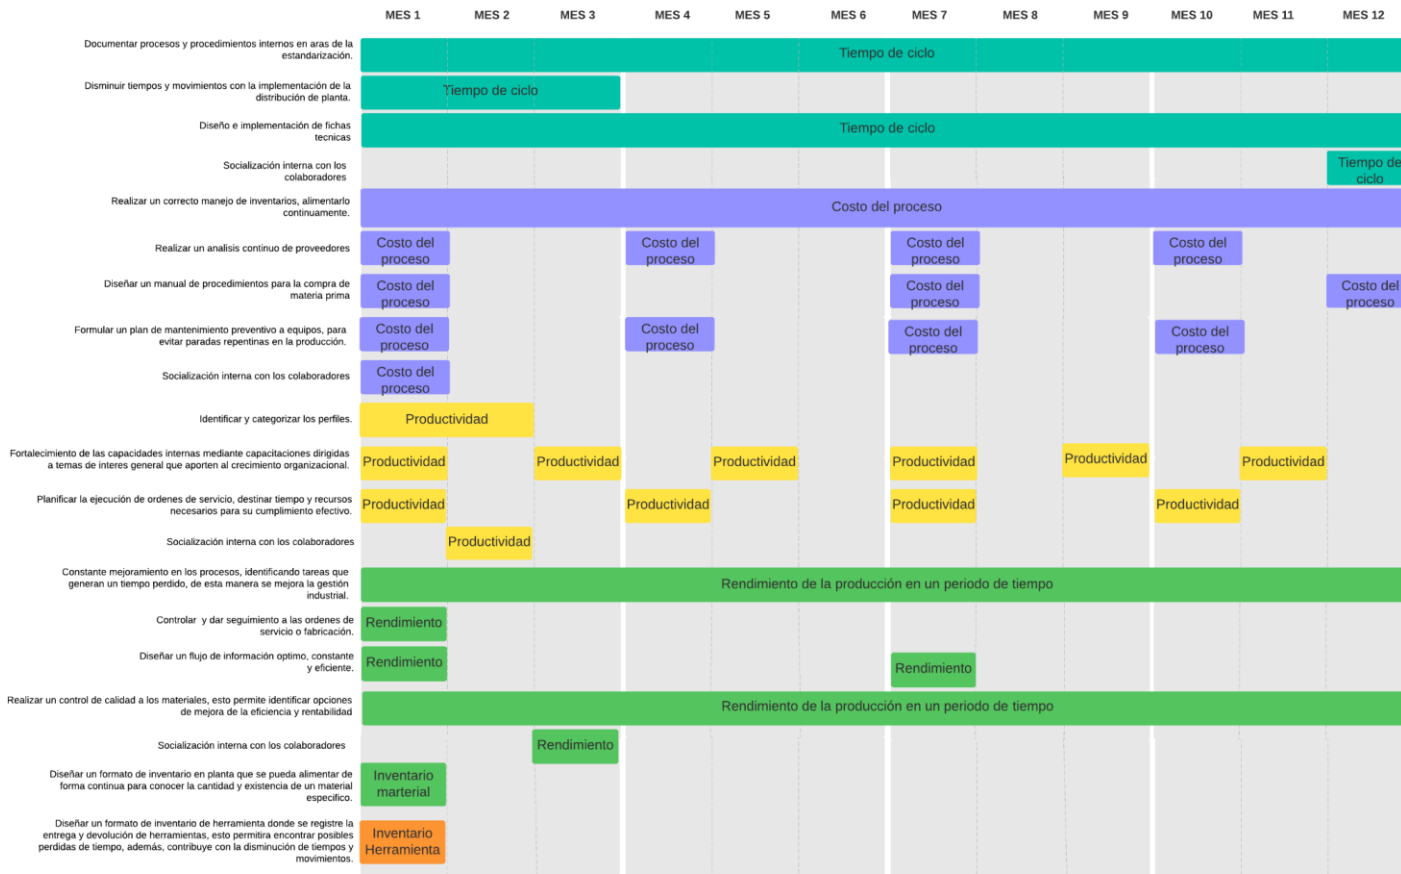 MES 1 MES 2 MES 3 MES 4 MES 5 MES 6 MES 7 MES 8 MES 9 MES 10 MES 11 MES 12
Documentar procesos y procedimientos internos en aras de la
estandarización.
Tiempo de ciclo
Disminuir tiempos y movimientos con la implementación de la
distribución de planta.
Tiempo de ciclo
Diseño e implementación de fichas
tecnicas
Tiempo de ciclo
Socialización interna con los
colaboradores
Tiempo de
ciclo
Realizar un correcto manejo de inventarios, alimentarlo
continuamente.
Costo del proceso
Realizar un analisis continuo de proveedores
Costo del
proceso
Costo del
proceso
Costo del
proceso
Costo del
proceso
Diseñar un manual de procedimientos para la compra de
materia prima
Costo del
proceso
Costo del
proceso
Costo del
proceso
Formular un plan de mantenimiento preventivo a equipos, para
evitar paradas repentinas en la producción.
Costo del
proceso
Costo del
proceso
Costo del
proceso
Costo del
proceso
Socialización interna con los colaboradores
Costo del
proceso
Identificar y categorizar los perfiles.
Productividad
Fortalecimiento de las capacidades internas mediante capacitaciones dirigidas
a temas de interes general que aporten al crecimiento organizacional.
Productividad Productividad Productividad Productividad Productividad Productividad
Planificar la ejecución de ordenes de servicio, destinar tiempo y recursos
necesarios para su cumplimiento efectivo.
Productividad Productividad Productividad Productividad
Socialización interna con los colaboradores
Productividad
Constante mejoramiento en los procesos, identificando tareas que
generan un tiempo perdido, de esta manera se mejora la gestión
industrial.
Rendimiento de la producción en un periodo de tiempo
Controlar y dar seguimiento a las ordenes de
servicio o fabricación.
Rendimiento
Diseñar un flujo de información optimo, constante
y eficiente.
Rendimiento Rendimiento
Realizar un control de calidad a los materiales, esto permite identificar opciones
de mejora de la eficiencia y rentabilidad
Rendimiento de la producción en un periodo de tiempo
Socialización interna con los colaboradores
Rendimiento
Diseñar un formato de inventario en planta que se pueda alimentar de
forma continua para conocer la cantidad y existencia de un material
especifico.
Inventario
marterial
Diseñar un formato de inventario de herramienta donde se registre la
entrega y devolución de herramientas, esto permitira encontrar posibles
perdidas de tiempo, además, contribuye con la disminución de tiempos y
movimientos.
Inventario
Herramienta